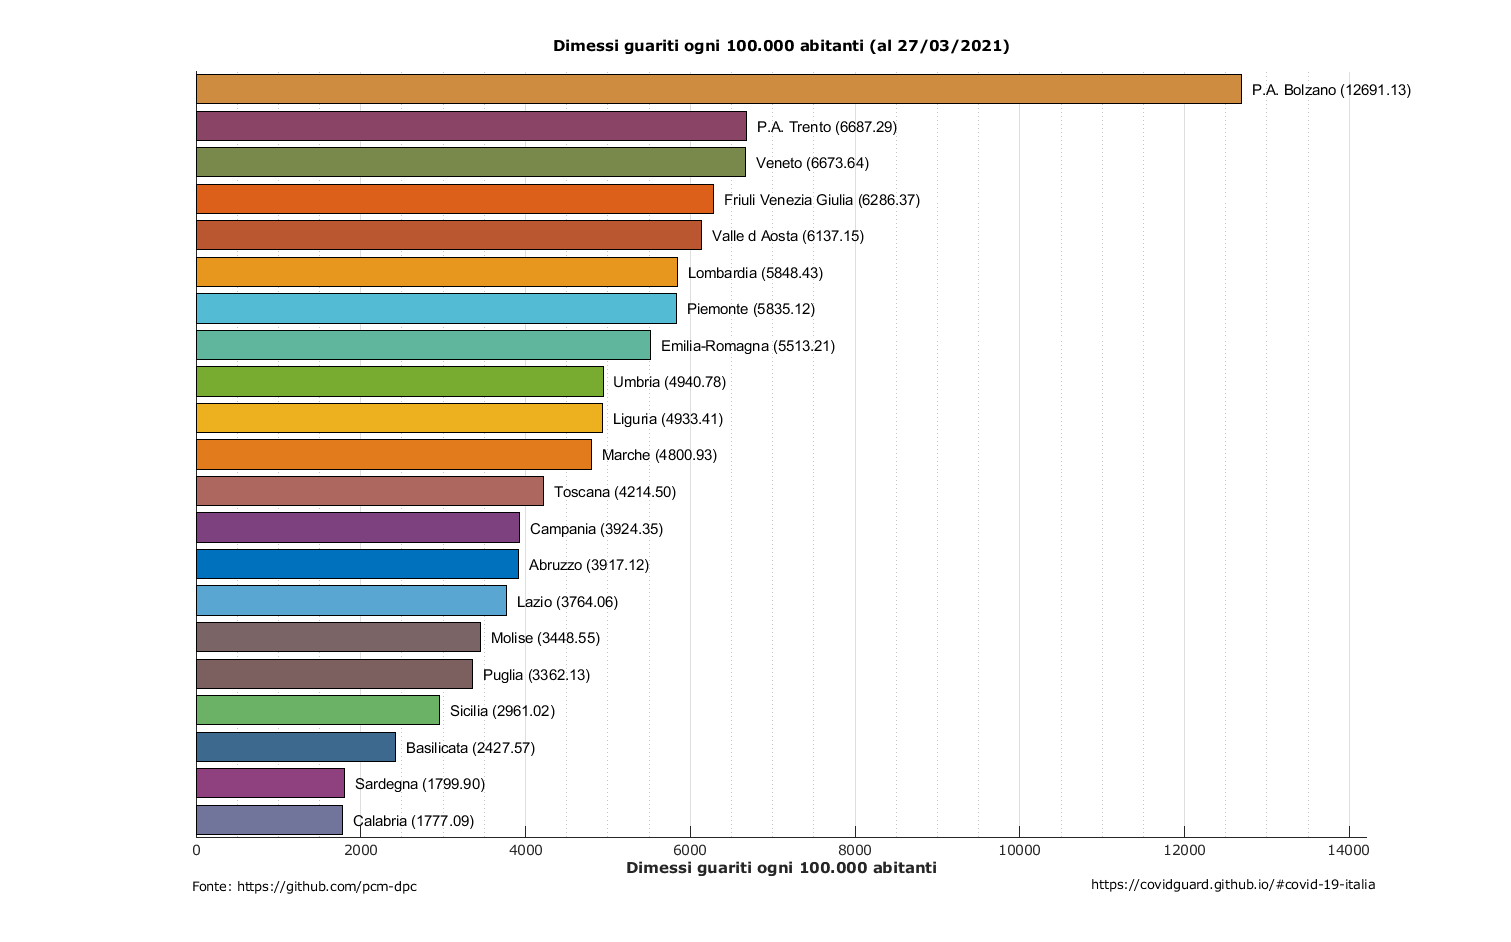 Dimessi guariti ogni 100.000 abitanti (al 27/03/2021)
P.A. Bolzano (12691.13)
P.A. Trento (6687.29)
Veneto (6673.64)
Friuli Venezia Giulia (6286.37)
Valle d Aosta (6137.15)
Lombardia (5848.43)
Piemonte (5835.12)
Emilia-Romagna (5513.21)
Umbria (4940.78)
Liguria (4933.41)
Marche (4800.93)
Toscana (4214.50)
Campania (3924.35)
Abruzzo (3917.12)
Lazio (3764.06)
Molise (3448.55)
Puglia (3362.13)
Sicilia (2961.02)
Basilicata (2427.57)
Sardegna (1799.90)
Calabria (1777.09)
0 2000 4000 6000 8000 10000 12000 14000
Dimessi guariti ogni 100.000 abitanti
Fonte: https://github.com/pcm-dpc
https://covidguard.github.io/#covid-19-italia